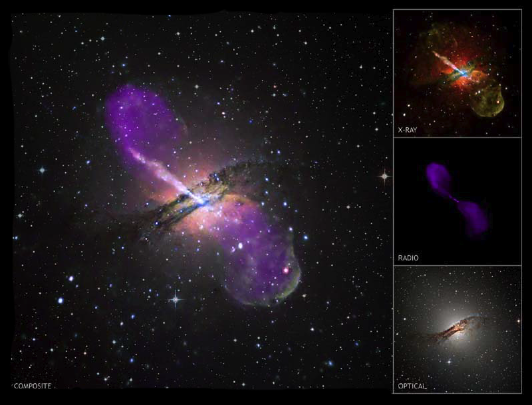 COMPOSITE
X-RAY
RADIO
OPTICAL